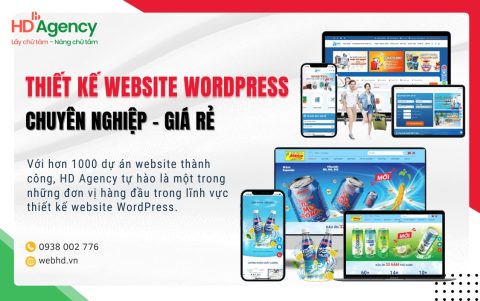 HD Agency
Lấy chữ tâm - Nâng chữ tầm
THIẾT KẾ WEBSITE WORDPRESS
CHUYÊN NGHIỆP - GIÁ RẺ
Với hơn 1000 dự án website thành
công, HD Agency tự hào là một trong
những đơn vị hàng đầu trong lĩnh vực
thiết kế website WordPress.
0938 002 776
webhd.vn
MỚI
MỚI